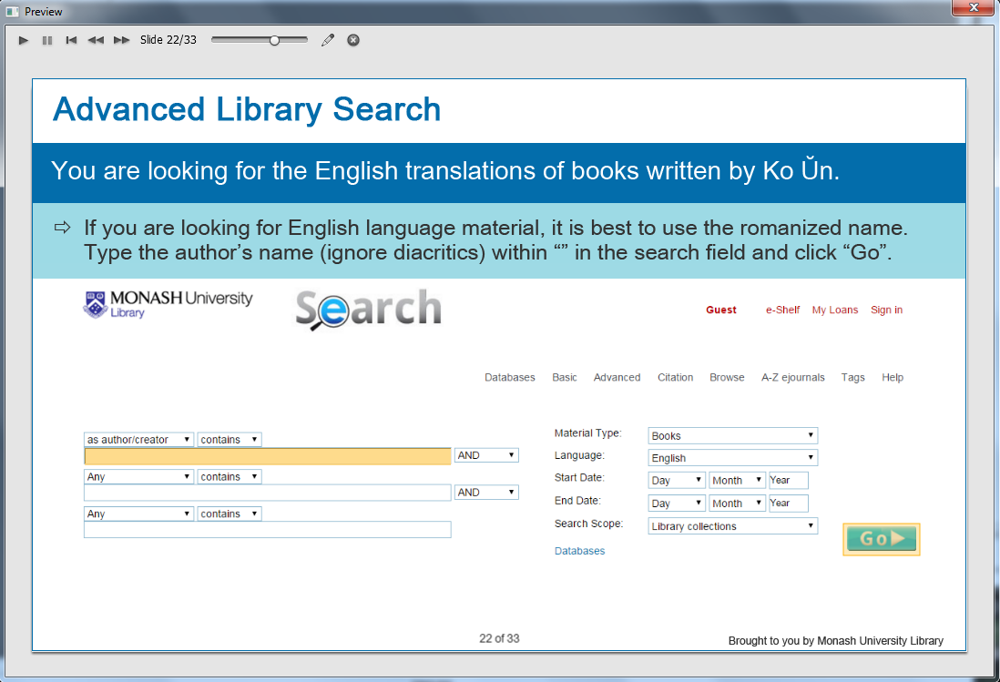 Preview
Slide 22/33
Advanced Library Search
You are looking for the English translations of books written by Ko Ŭn.
⇨ If you are looking for English language material, it is best to use the romanized name.
Type the author’s name (ignore diacritics) within “” in the search field and click “Go”.
MONASH University
Library
Search
Guest e-Shelf My Loans Sign in
Databases Basic Advanced Citation Browse A-Z ejournals Tags Help
as author/creator contains
AND
Any contains
AND
Any contains
Material Type: Books
Language: English
Start Date: Day Month Year
End Date: Day Month Year
Search Scope: Library collections
Databases
Go
22 of 33
Brought to you by Monash University Library